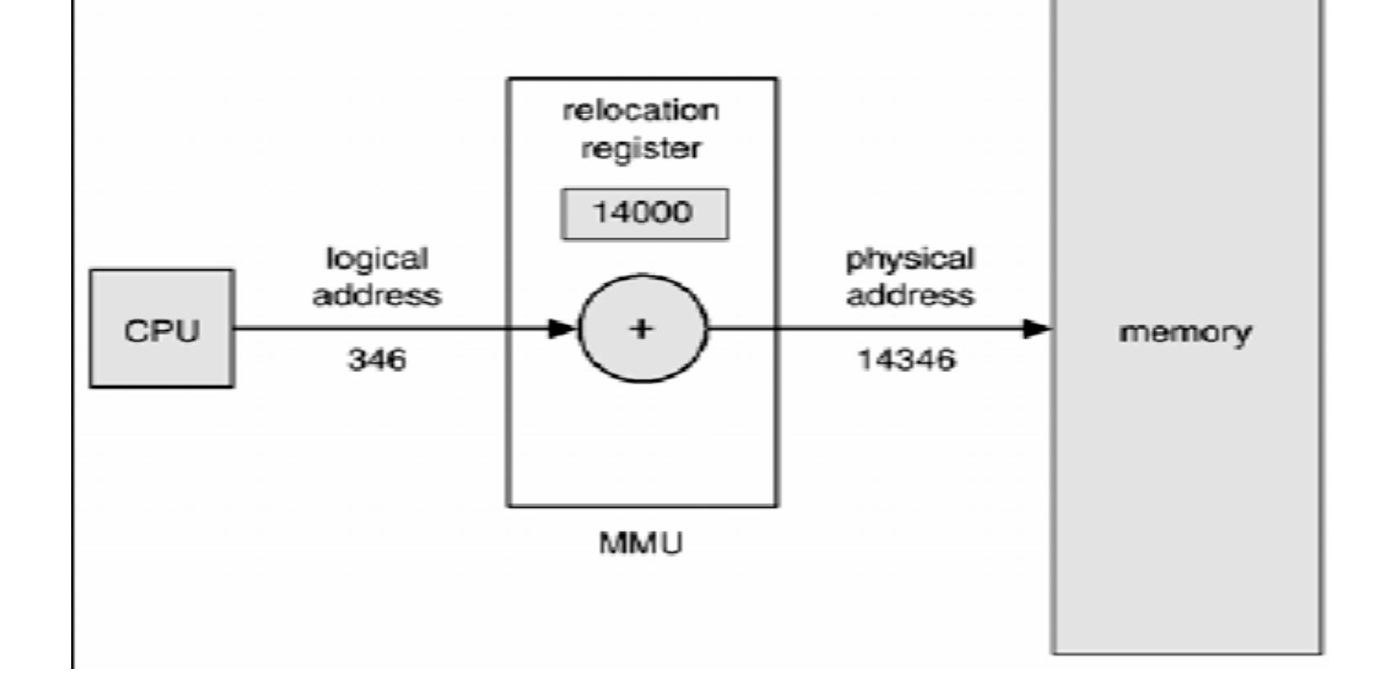 relocation
register
14000
logical
address
physical
address
CPU
+
memory
346
14346
MMU